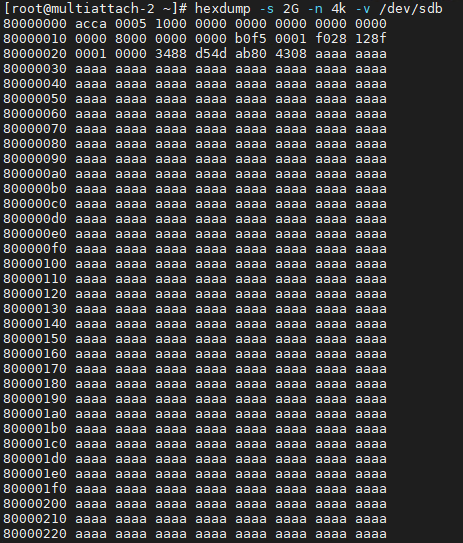 [root@multiattach-2 ~]# hexdump -s 2G -n 4k -v /dev/sdb
80000000 acca 0005 1000 0000 0000 0000 0000 0000
80000010 0000 8000 0000 0000 b0f5 0001 f028 128f
80000020 0001 0000 3488 d54d ab80 4308 aaaa aaaa
80000030 aaaa aaaa aaaa aaaa aaaa aaaa aaaa aaaa
80000040 aaaa aaaa aaaa aaaa aaaa aaaa aaaa aaaa
80000050 aaaa aaaa aaaa aaaa aaaa aaaa aaaa aaaa
80000060 aaaa aaaa aaaa aaaa aaaa aaaa aaaa aaaa
80000070 aaaa aaaa aaaa aaaa aaaa aaaa aaaa aaaa
80000080 aaaa aaaa aaaa aaaa aaaa aaaa aaaa aaaa
80000090 aaaa aaaa aaaa aaaa aaaa aaaa aaaa aaaa
800000a0 aaaa aaaa aaaa aaaa aaaa aaaa aaaa aaaa
800000b0 aaaa aaaa aaaa aaaa aaaa aaaa aaaa aaaa
800000c0 aaaa aaaa aaaa aaaa aaaa aaaa aaaa aaaa
800000d0 aaaa aaaa aaaa aaaa aaaa aaaa aaaa aaaa
800000e0 aaaa aaaa aaaa aaaa aaaa aaaa aaaa aaaa
800000f0 aaaa aaaa aaaa aaaa aaaa aaaa aaaa aaaa
80000100 aaaa aaaa aaaa aaaa aaaa aaaa aaaa aaaa
80000110 aaaa aaaa aaaa aaaa aaaa aaaa aaaa aaaa
80000120 aaaa aaaa aaaa aaaa aaaa aaaa aaaa aaaa
80000130 aaaa aaaa aaaa aaaa aaaa aaaa aaaa aaaa
80000140 aaaa aaaa aaaa aaaa aaaa aaaa aaaa aaaa
80000150 aaaa aaaa aaaa aaaa aaaa aaaa aaaa aaaa
80000160 aaaa aaaa aaaa aaaa aaaa aaaa aaaa aaaa
80000170 aaaa aaaa aaaa aaaa aaaa aaaa aaaa aaaa
80000180 aaaa aaaa aaaa aaaa aaaa aaaa aaaa aaaa
80000190 aaaa aaaa aaaa aaaa aaaa aaaa aaaa aaaa
800001a0 aaaa aaaa aaaa aaaa aaaa aaaa aaaa aaaa
800001b0 aaaa aaaa aaaa aaaa aaaa aaaa aaaa aaaa
800001c0 aaaa aaaa aaaa aaaa aaaa aaaa aaaa aaaa
800001d0 aaaa aaaa aaaa aaaa aaaa aaaa aaaa aaaa
800001e0 aaaa aaaa aaaa aaaa aaaa aaaa aaaa aaaa
800001f0 aaaa aaaa aaaa aaaa aaaa aaaa aaaa aaaa
80000200 aaaa aaaa aaaa aaaa aaaa aaaa aaaa aaaa
80000210 aaaa aaaa aaaa aaaa aaaa aaaa aaaa aaaa
80000220 aaaa aaaa aaaa aaaa aaaa aaaa aaaa aaaa